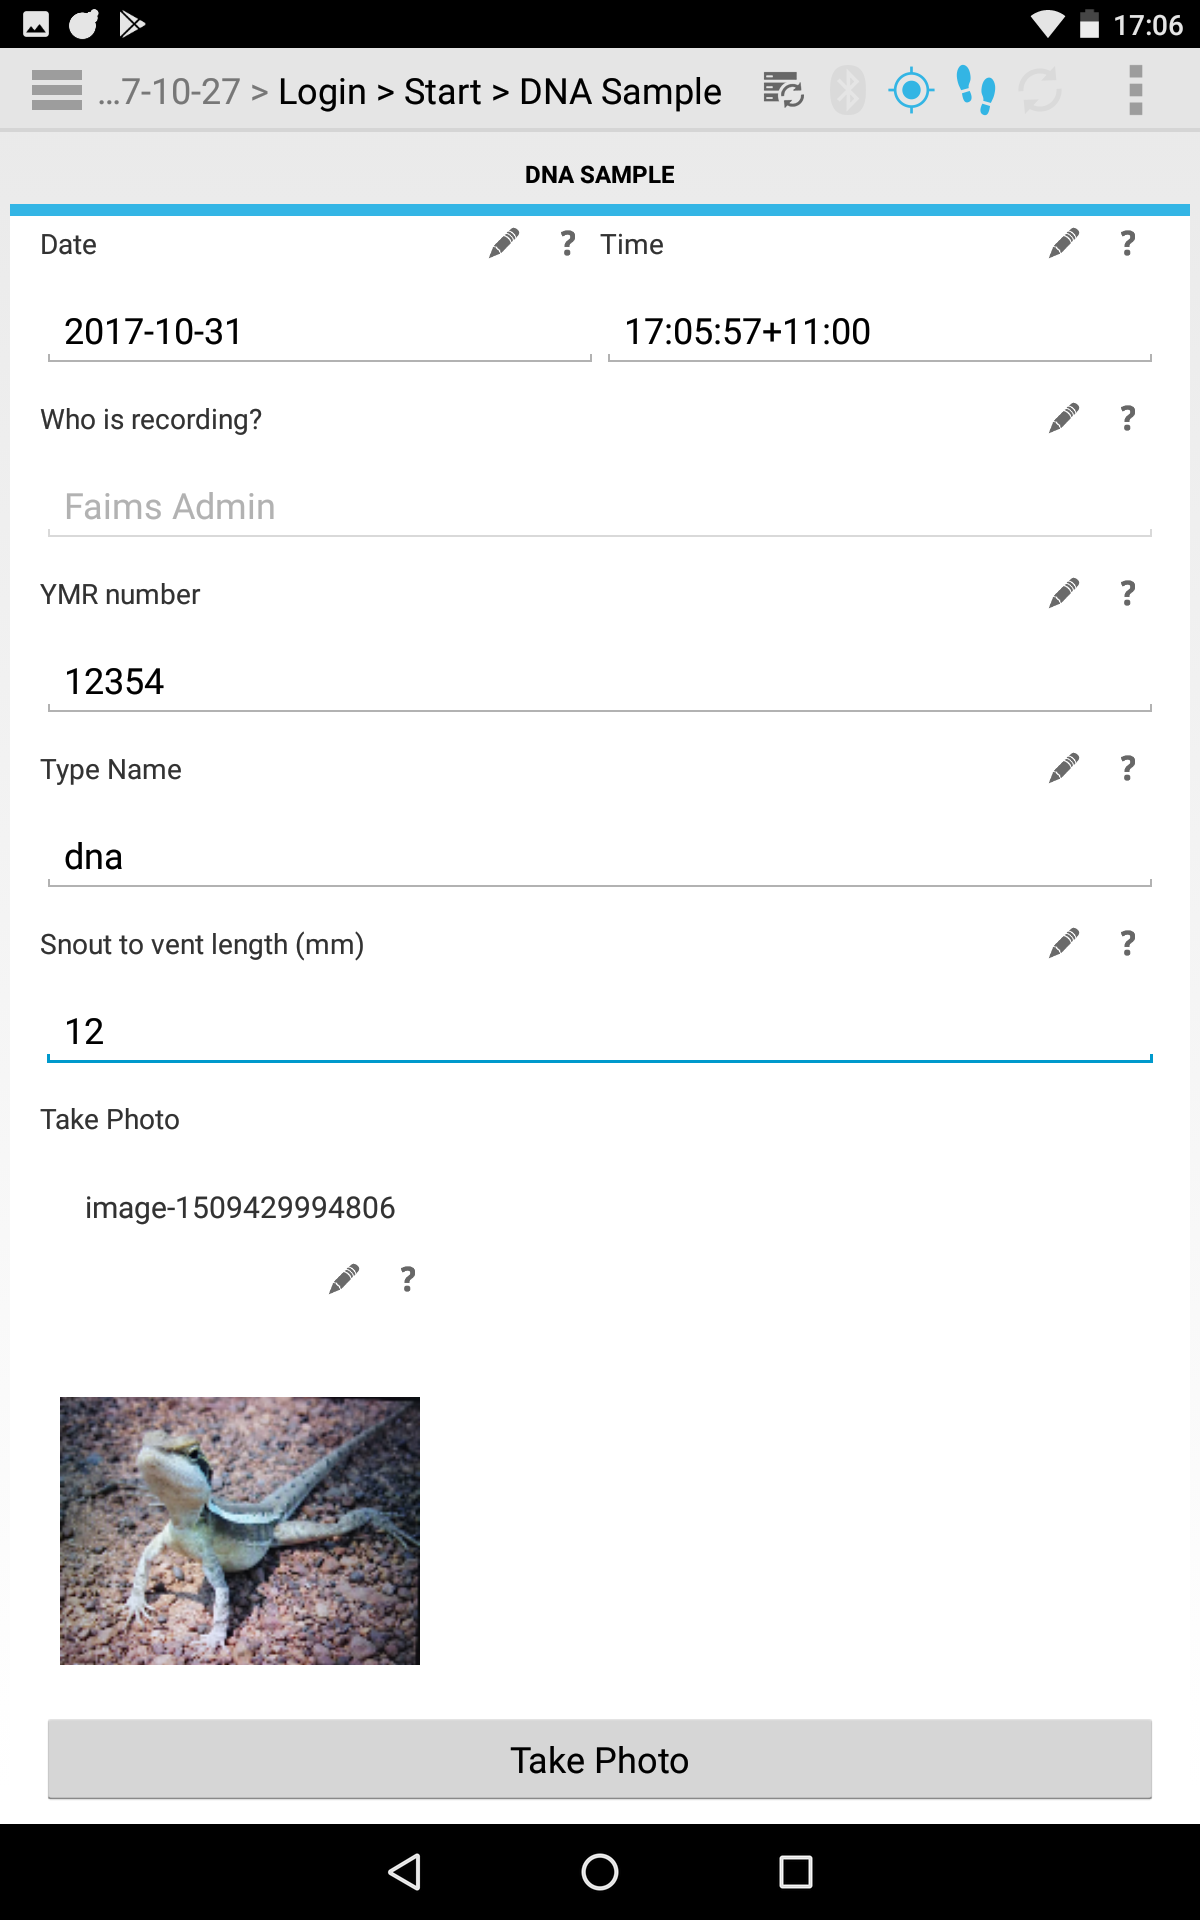 17:06
...7-10-27 > Login > Start > DNA Sample
DNA SAMPLE
Date ? Time ?
2017-10-31 17:05:57+11:00
Who is recording? ?
Faims Admin
YMR number ?
12354
Type Name ?
dna
Snout to vent length (mm) ?
12
Take Photo
image-1509429994806
?
Take Photo